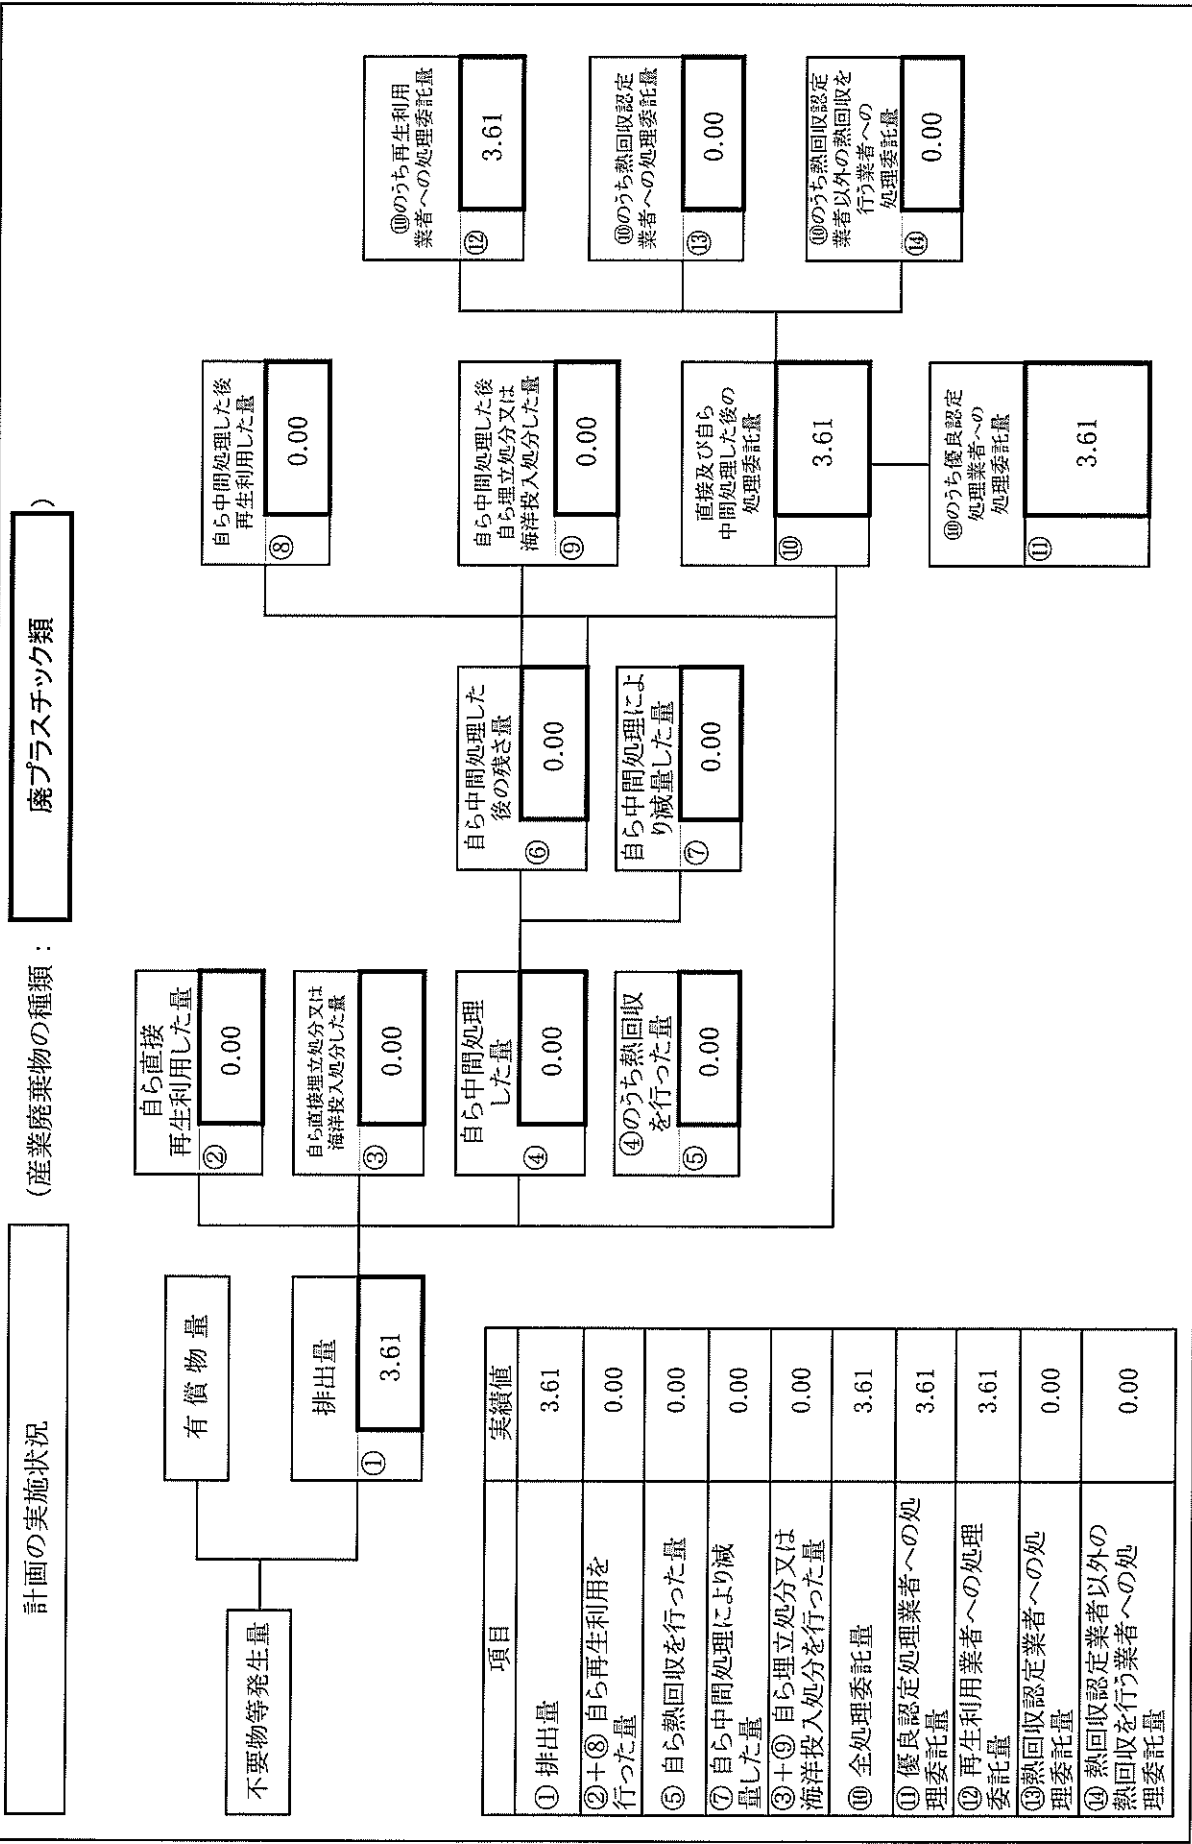 計画の実施状況
(産業廃棄物の種類:
廃プラスチック類
)
不要物等発生量
有 償 物 量
排出量
①
3.61
自ら直接
再生利用した量
②
0.00
自ら直接埋立処分又は
海洋投入処分した量
③
0.00
自ら中間処理
した量
④
0.00
④のうち熱回収
を行った量
⑤
0.00
自ら中間処理した
後の残さ量
⑥
0.00
自ら中間処理によ
り減量した量
⑦
0.00
自ら中間処理した後
再生利用した量
⑧
0.00
自ら中間処理した後
自ら埋立処分又は
海洋投入処分した量
⑨
0.00
直接及び自ら
中間処理した後の
処理委託量
⑩
3.61
⑩のうち優良認定
処理業者への
処理委託量
⑪
3.61
⑩のうち再生利用
業者への処理委託量
⑫
3.61
⑩のうち熱回収認定
業者への処理委託量
⑬
0.00
⑩のうち熱回収認定
業者以外の熱回収を
行う業者への
処理委託量
⑭
0.00
項目 実績値
① 排出量 3.61
②+⑧ 自ら再生利用を
行った量 0.00
⑤ 自ら熱回収を行った量 0.00
⑦ 自ら中間処理により減
量した量 0.00
③+⑨ 自ら埋立処分又は
海洋投入処分を行った量 0.00
⑩ 全処理委託量 3.61
⑪ 優良認定処理業者への処
理委託量 3.61
⑫ 再生利用業者への処理
委託量 3.61
⑬熱回収認定業者への処
理委託量 0.00
⑭ 熱回収認定業者以外の
熱回収を行う業者への処
理委託量 0.00